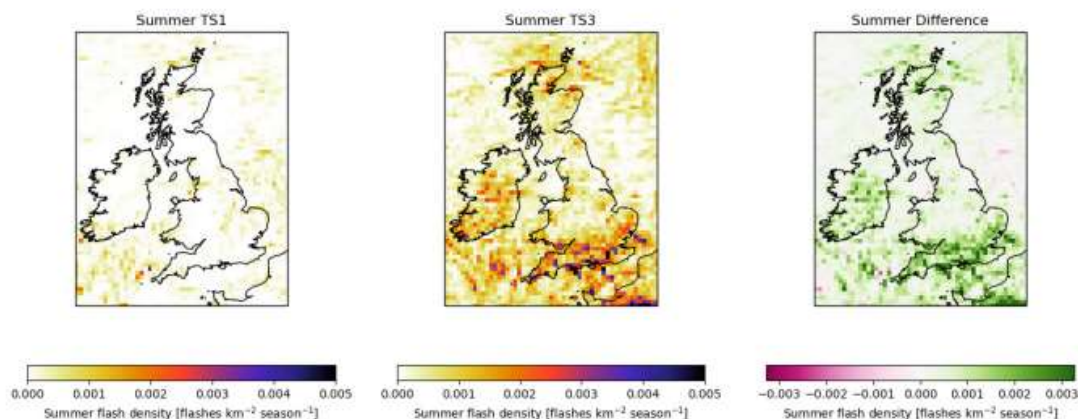 Summer TS1
Summer TS3
Summer Difference
0.000 0.001 0.002 0.003 0.004 0.005
Summer flash density [flashes km⁻² season⁻¹]
0.000 0.001 0.002 0.003 0.004 0.005
Summer flash density [flashes km⁻² season⁻¹]
−0.003 −0.002 −0.001 0.000 0.001 0.002 0.003
Summer flash density [flashes km⁻² season⁻¹]